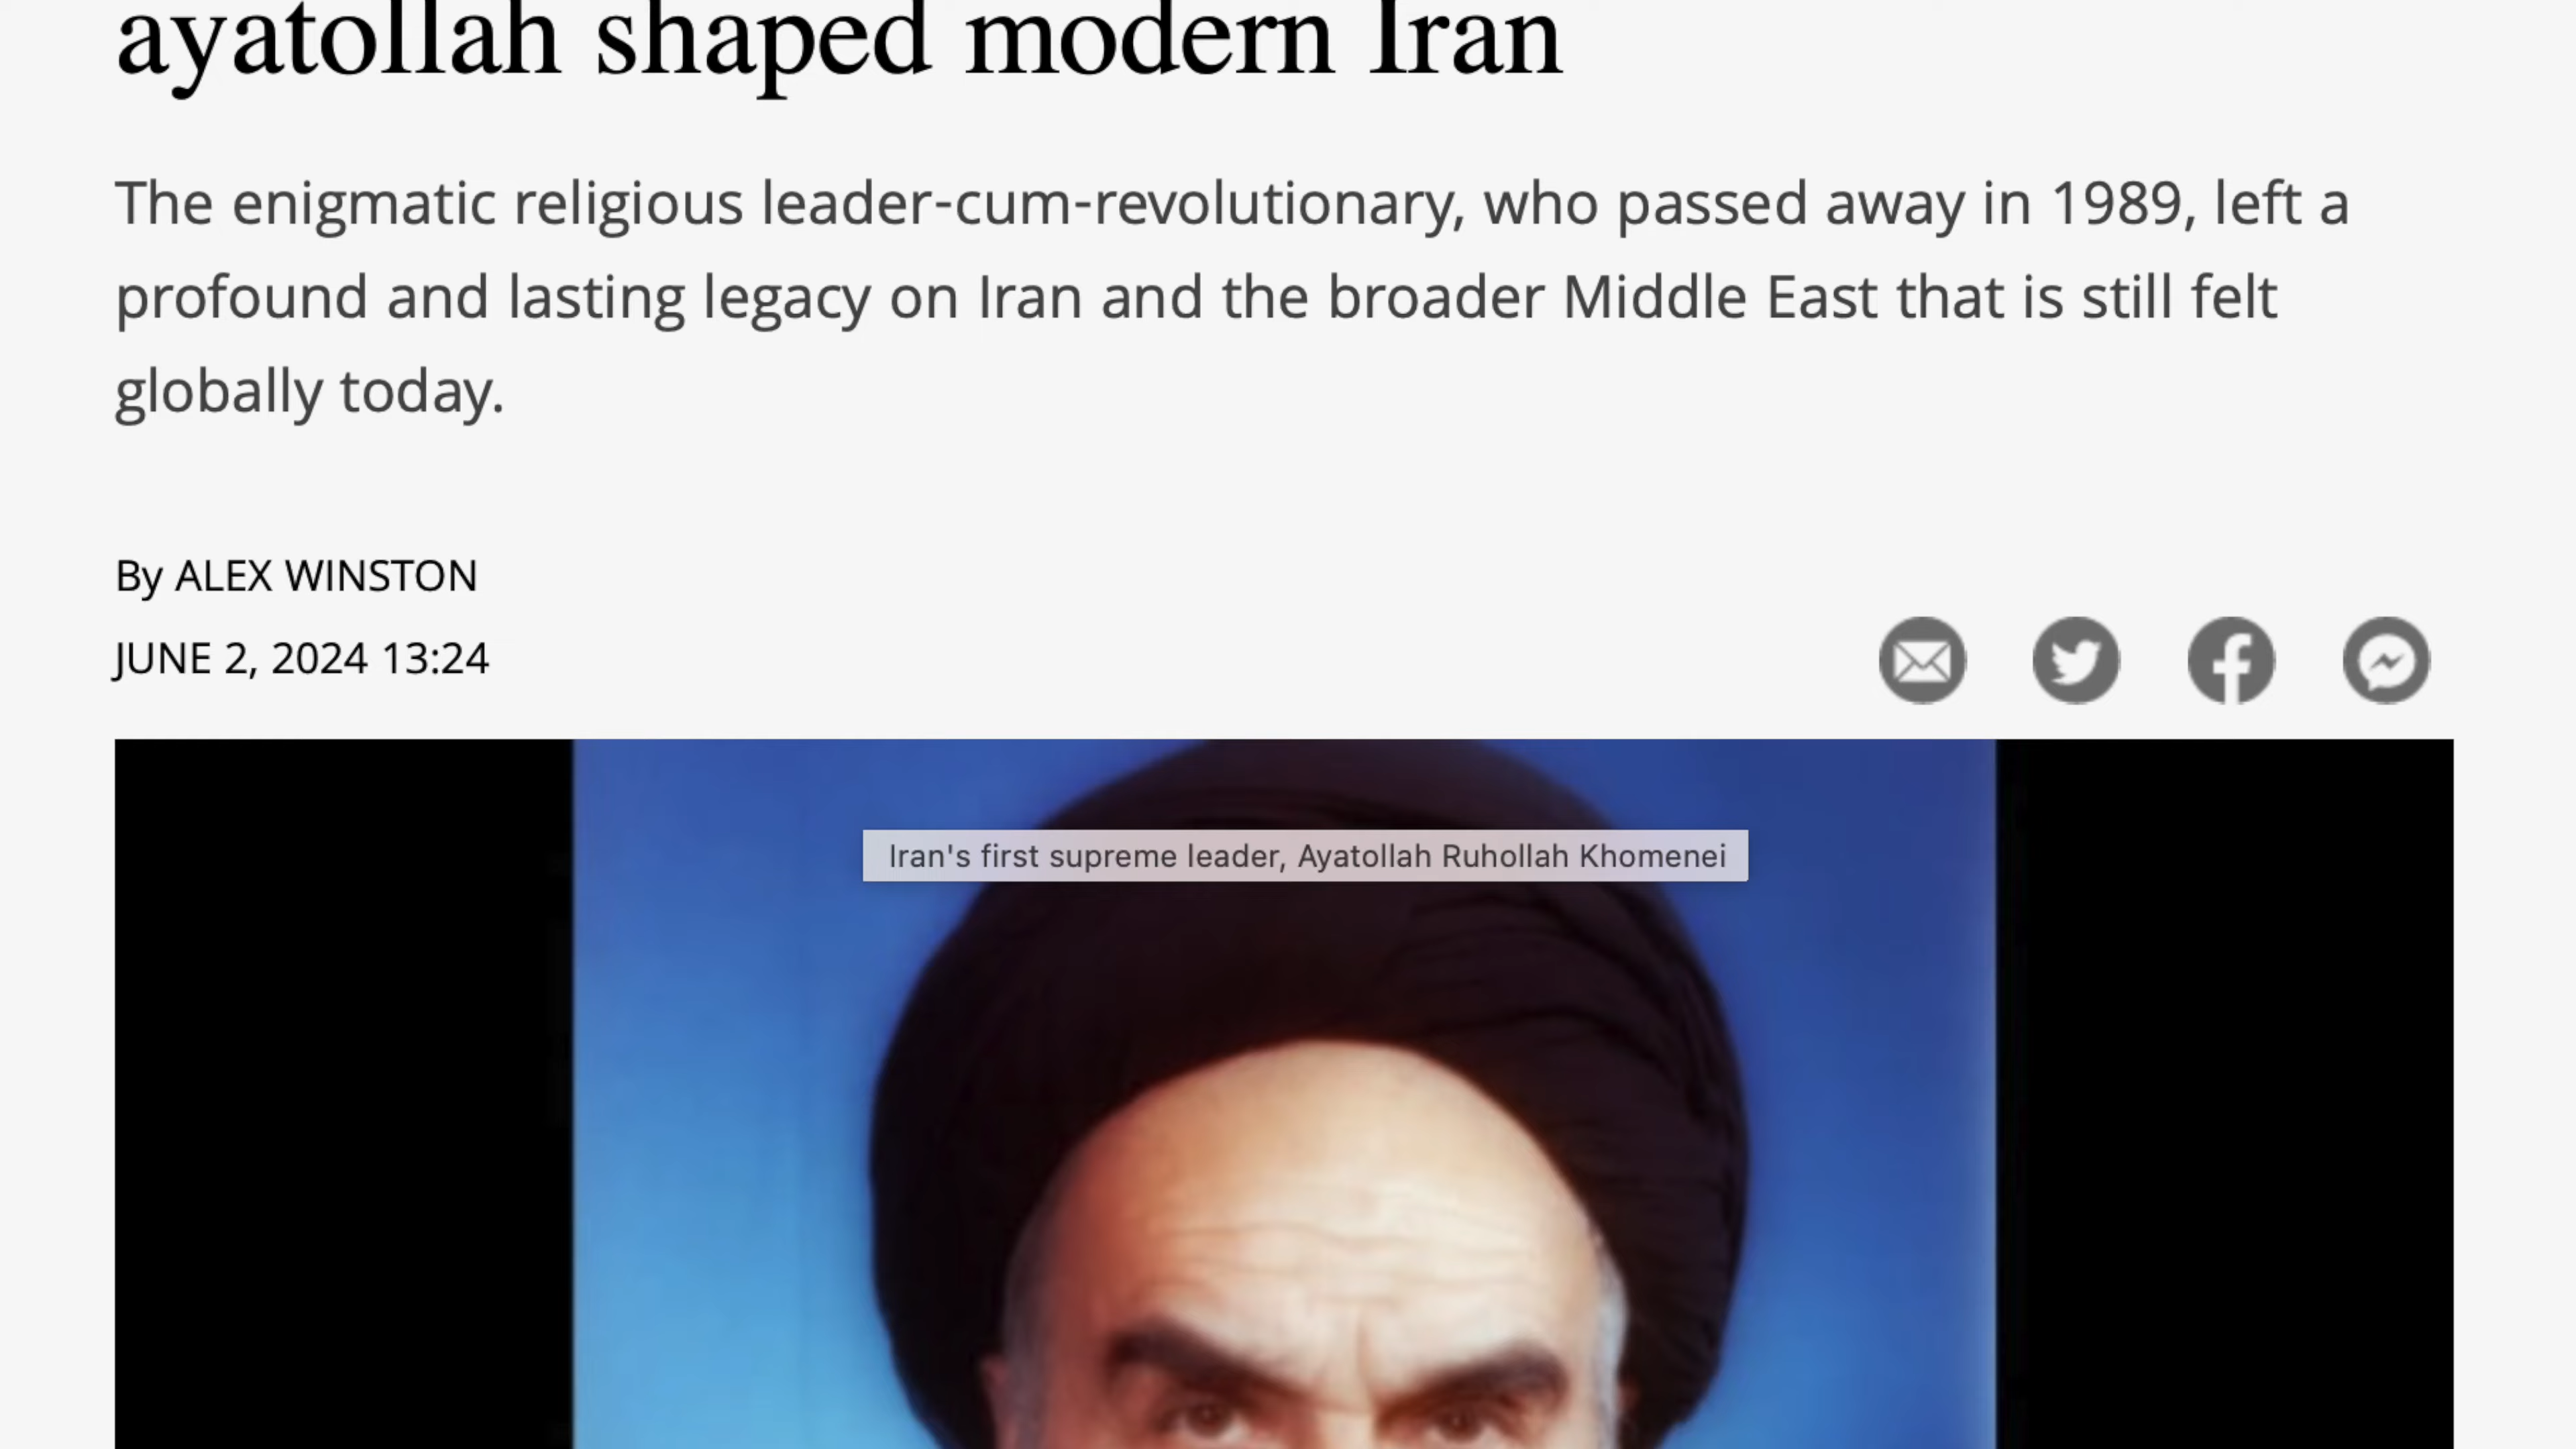 ayatollah shaped modern Iran
The enigmatic religious leader-cum-revolutionary, who passed away in 1989, left a
profound and lasting legacy on Iran and the broader Middle East that is still felt
globally today.
By ALEX WINSTON
JUNE 2, 2024 13:24
Iran's first supreme leader, Ayatollah Ruhollah Khomenei